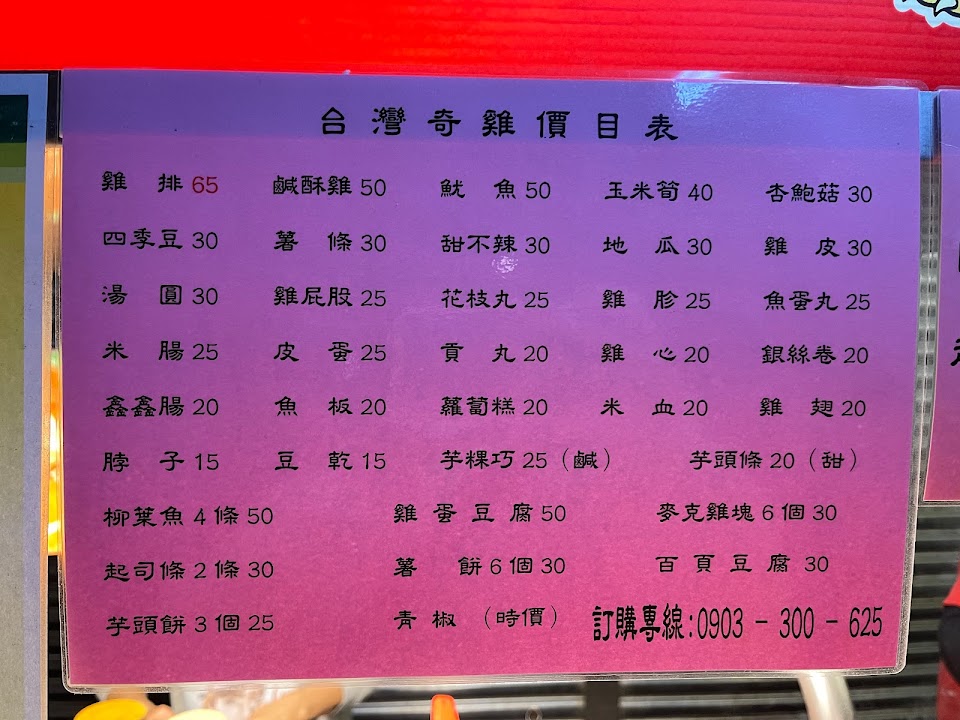 台灣奇雞價目表
雞排 65 鹹酥雞 50 魷魚 50 玉米筍 40 杏鮑菇 30
四季豆 30 薯條 30 甜不辣 30 地瓜 30 雞皮 30
湯圓 30 雞屁股 25 花枝丸 25 雞胗 25 魚蛋丸 25
米腸 25 皮蛋 25 貢丸 20 雞心 20 銀絲卷 20
鑫鑫腸 20 魚板 20 蘿蔔糕 20 米血 20 雞翅 20
脖子 15 豆乾 15 芋粿巧 25（鹹） 芋頭條 20（甜）
柳葉魚 4 條 50 雞蛋豆腐 50 麥克雞塊 6 個 30
起司條 2 條 30 薯餅 6 個 30 百頁豆腐 30
芋頭餅 3 個 25 青椒（時價） 訂購專線:0903 - 300 - 625